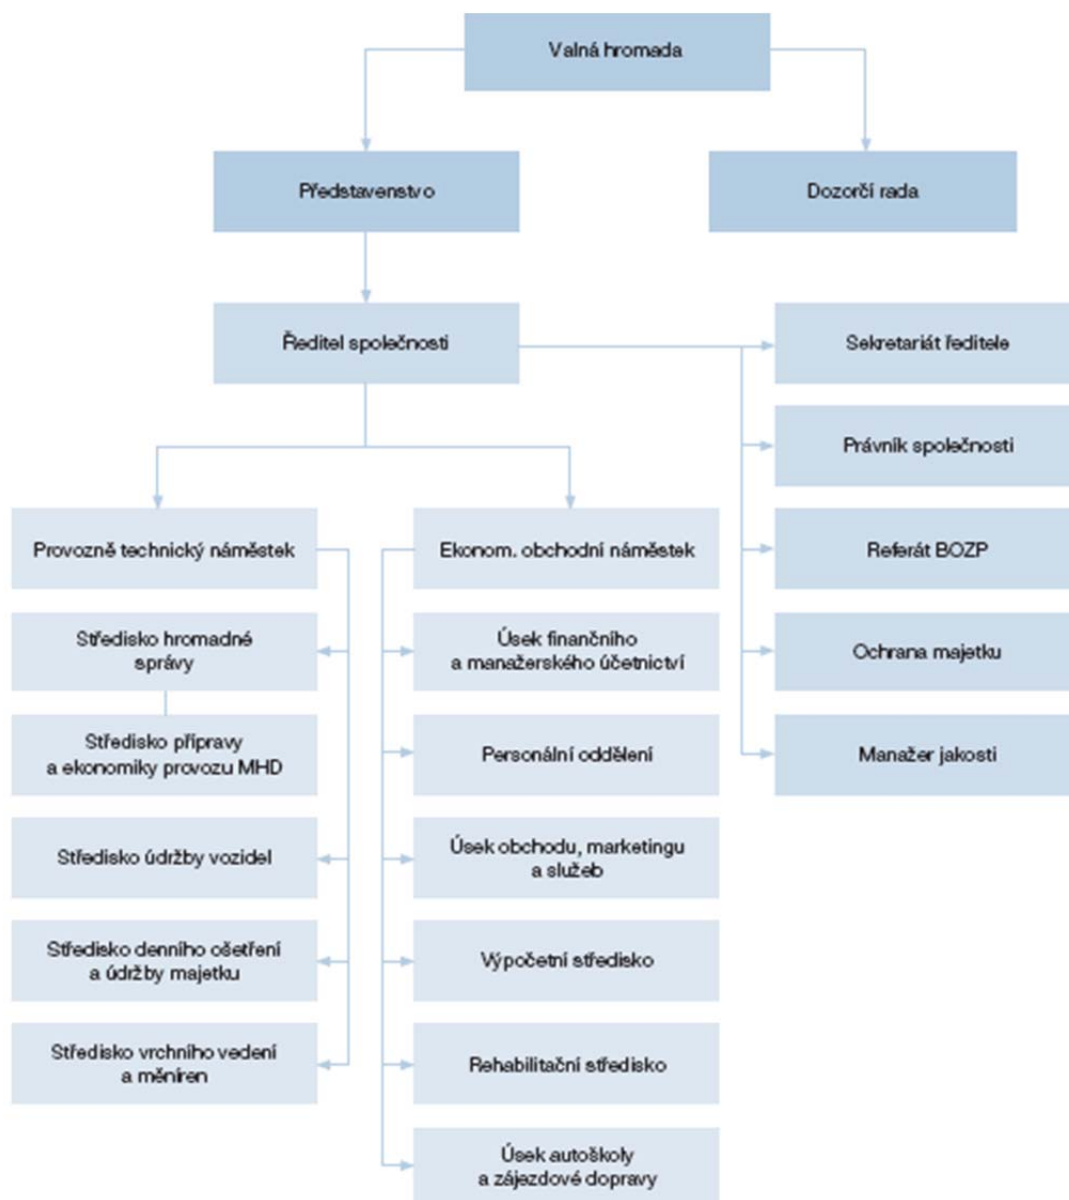 Valná hromada
Představenstvo
Dozorčí rada
Ředitel společnosti
Sekretariát ředitele
Právník společnosti
Referát BOZP
Ochrana majetku
Manažer jakosti
Provozně technický náměstek
Středisko hromadné
správy
Středisko přípravy
a ekonomiky provozu MHD
Středisko údržby vozidel
Středisko denního ošetření
a údržby majetku
Středisko vrchního vedení
a měníren
Ekonom. obchodní náměstek
Úsek finančního
a manažerského účetnictví
Personální oddělení
Úsek obchodu, marketingu
a služeb
Výpočetní středisko
Rehabilitační středisko
Úsek autoškoly
a zájezdové dopravy